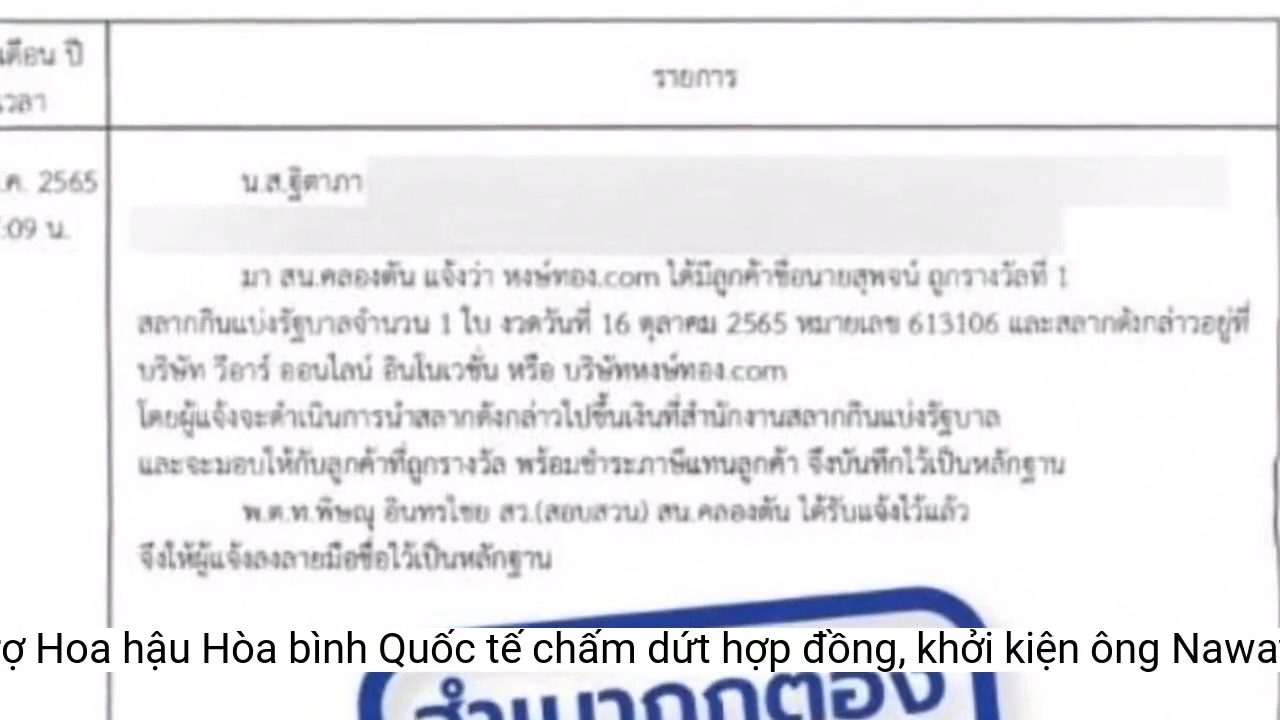 เดือน ปี
เวลา
รายการ
.ค. 2565
:09 น.
น.ส.ฐิตาภา
มา สน.คลองตัน แจ้งว่า หงษ์ทอง.com ได้มีลูกค้าชื่อนายสุพจน์ ถูกรางวัลที่ 1
สลากกินแบ่งรัฐบาลจำนวน 1 ใบ งวดวันที่ 16 ตุลาคม 2565 หมายเลข 613106 และสลากดังกล่าวอยู่ที่
บริษัท วีอาร์ ออนไลน์ อินโนเวชั่น หรือ บริษัทหงษ์ทอง.com
โดยผู้แจ้งจะดำเนินการนำสลากดังกล่าวไปขึ้นเงินที่สำนักงานสลากกินแบ่งรัฐบาล
และจะมอบให้กับลูกค้าที่ถูกรางวัล พร้อมชำระภาษีแทนลูกค้า จึงบันทึกไว้เป็นหลักฐาน
พ.ต.ท.พิษณุ อินทรไชย สว.(สอบสวน) สน.คลองตัน ได้รับแจ้งไว้แล้ว
จึงให้ผู้แจ้งลงลายมือชื่อไว้เป็นหลักฐาน
ợ Hoa hậu Hòa bình Quốc tế chấm dứt hợp đồng, khởi kiện ông Nawa
สำเนาถูกต้อง